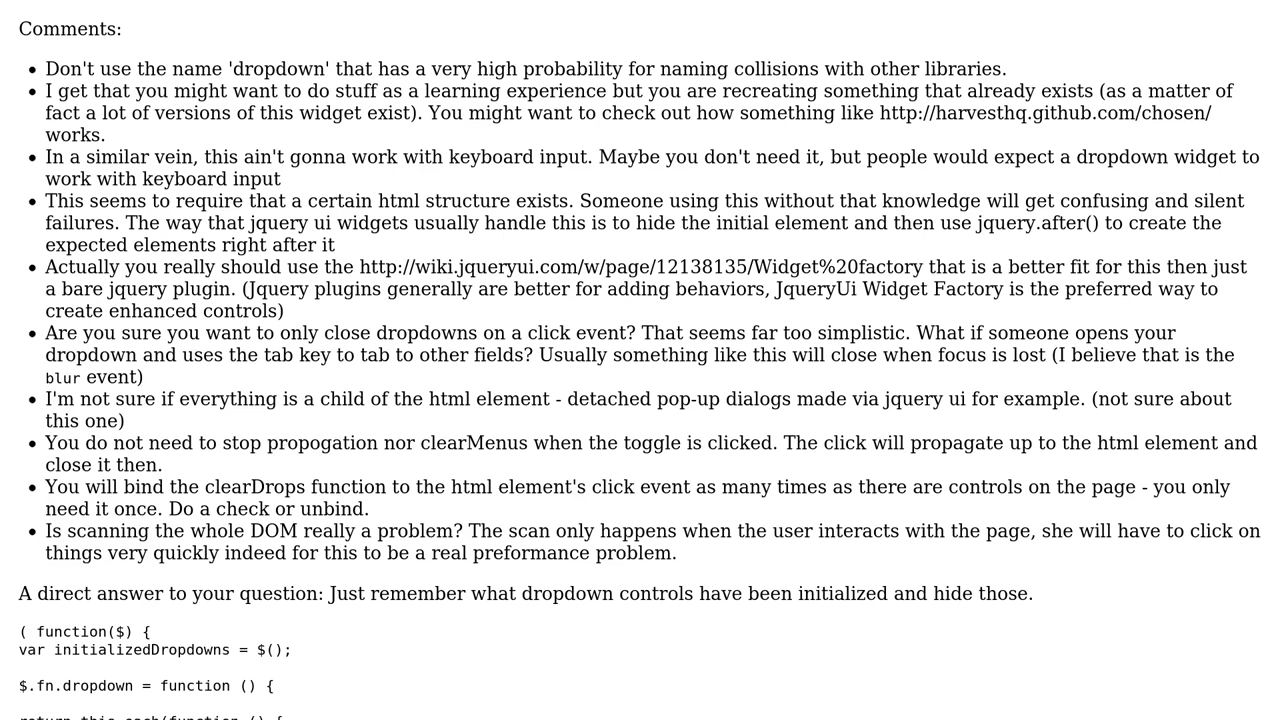 Comments:
Don't use the name 'dropdown' that has a very high probability for naming collisions with other libraries.
I get that you might want to do stuff as a learning experience but you are recreating something that already exists (as a matter of
fact a lot of versions of this widget exist). You might want to check out how something like http://harvesthq.github.com/chosen/
works.
In a similar vein, this ain't gonna work with keyboard input. Maybe you don't need it, but people would expect a dropdown widget to
work with keyboard input
This seems to require that a certain html structure exists. Someone using this without that knowledge will get confusing and silent
failures. The way that jquery ui widgets usually handle this is to hide the initial element and then use jquery.after() to create the
expected elements right after it
Actually you really should use the http://wiki.jqueryui.com/w/page/12138135/Widget%20factory that is a better fit for this then just
a bare jquery plugin. (Jquery plugins generally are better for adding behaviors, JqueryUi Widget Factory is the preferred way to
create enhanced controls)
Are you sure you want to only close dropdowns on a click event? That seems far too simplistic. What if someone opens your
dropdown and uses the tab key to tab to other fields? Usually something like this will close when focus is lost (I believe that is the
blur event)
I'm not sure if everything is a child of the html element - detached pop-up dialogs made via jquery ui for example. (not sure about
this one)
You do not need to stop propogation nor clearMenus when the toggle is clicked. The click will propagate up to the html element and
close it then.
You will bind the clearDrops function to the html element's click event as many times as there are controls on the page - you only
need it once. Do a check or unbind.
Is scanning the whole DOM really a problem? The scan only happens when the user interacts with the page, she will have to click on
things very quickly indeed for this to be a real preformance problem.
A direct answer to your question: Just remember what dropdown controls have been initialized and hide those.
( function($) {
var initializedDropdowns = $();
$.fn.dropdown = function () {
return this.each(function () {